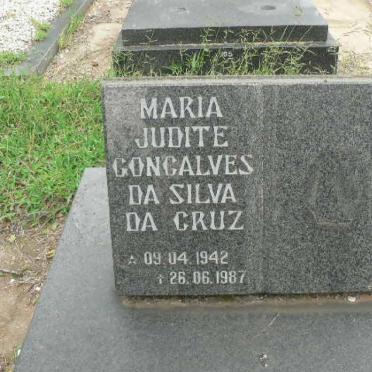 MARIA
JUDITE
GONCALVES
DA SILVA
DA CRUZ
☆ 09.04.1942
† 26.06.1987